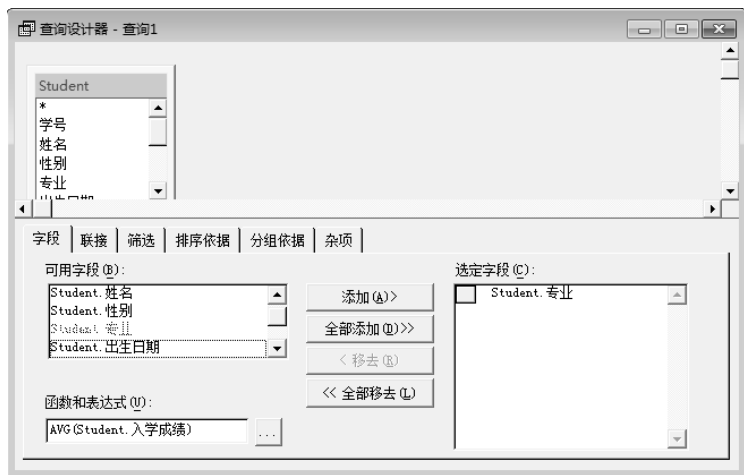 查询设计器 - 查询1
Student
*
学号
姓名
性别
专业
出生日期
字段 联接 筛选 排序依据 分组依据 杂项
可用字段(B):
Student.姓名
Student.性别
Student.专业
Student.出生日期
函数和表达式(U):
AVG(Student.入学成绩)
...
添加(A)>
全部添加(D)>>
<移去(R)
<< 全部移去(L)
选定字段(C):
Student.专业